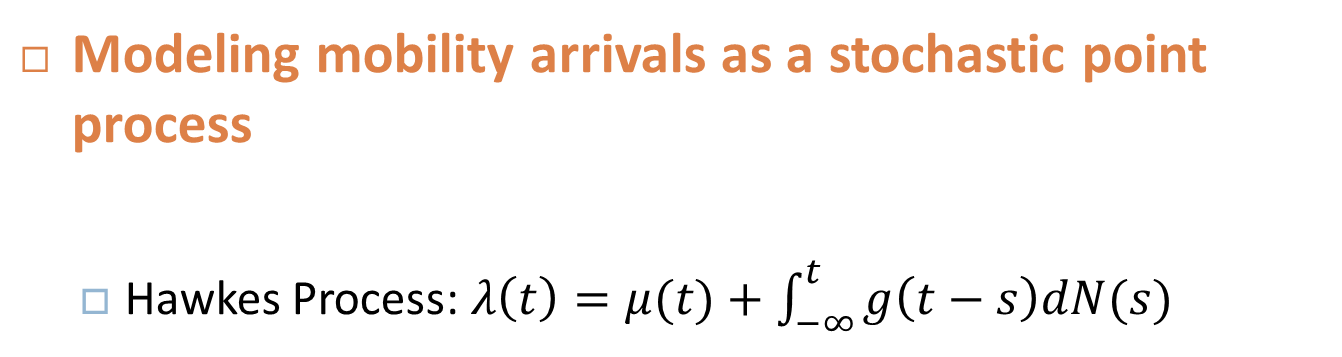 □ Modeling mobility arrivals as a stochastic point
process
□ Hawkes Process: λ(t) = μ(t) + ∫_{-∞}^{t} g(t − s)dN(s)